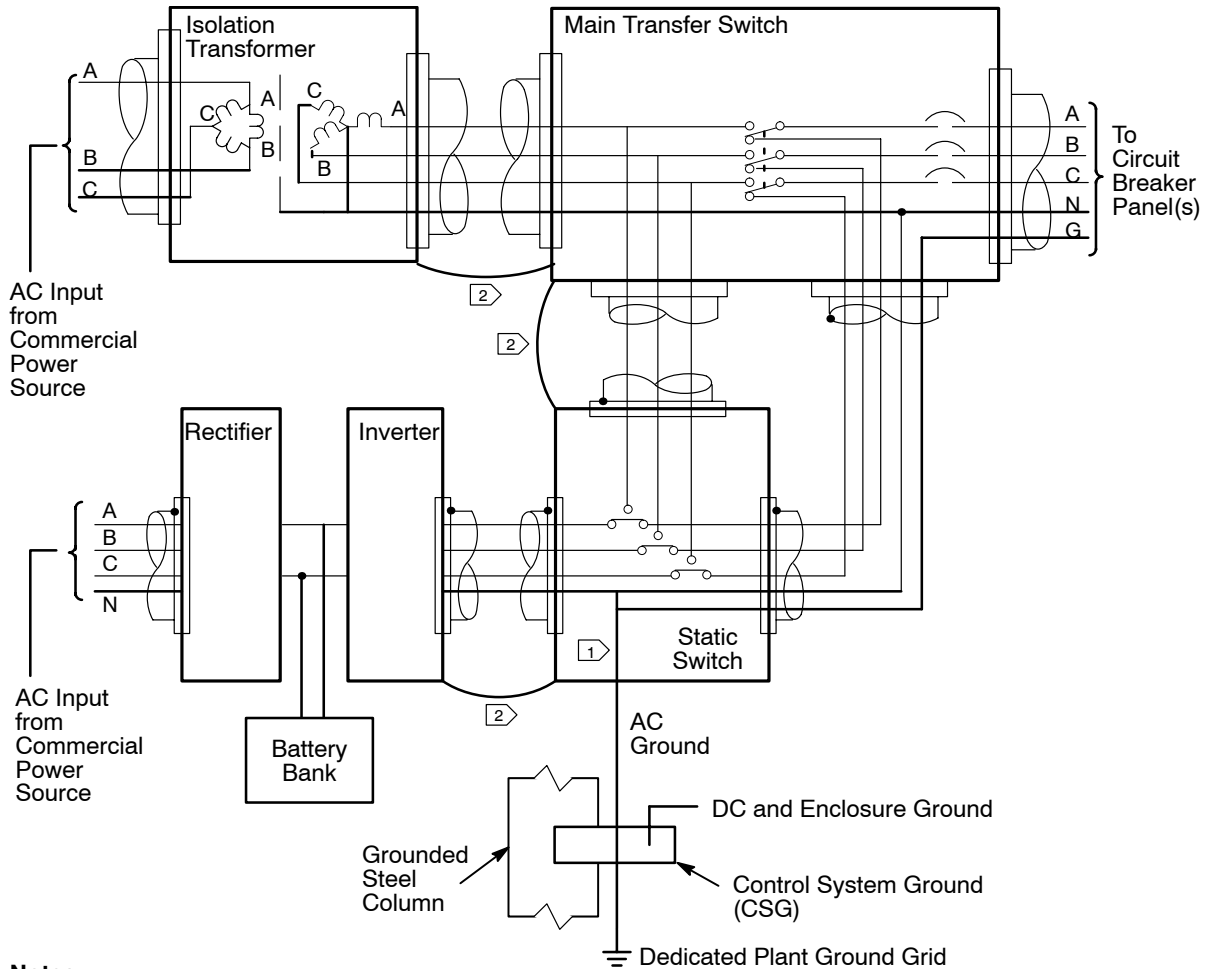 Isolation
Transformer
Main Transfer Switch
A
B
C
C
A
B
C
A
B
A
B
C
N
G
To
Circuit
Breaker
Panel(s)
AC Input
from
Commercial
Power
Source
2
2
Rectifier
Inverter
A
B
C
N
1
Static
Switch
2
AC Input
from
Commercial
Power
Source
Battery
Bank
AC
Ground
DC and Enclosure Ground
Grounded
Steel
Column
Control System Ground
(CSG)
Dedicated Plant Ground Grid